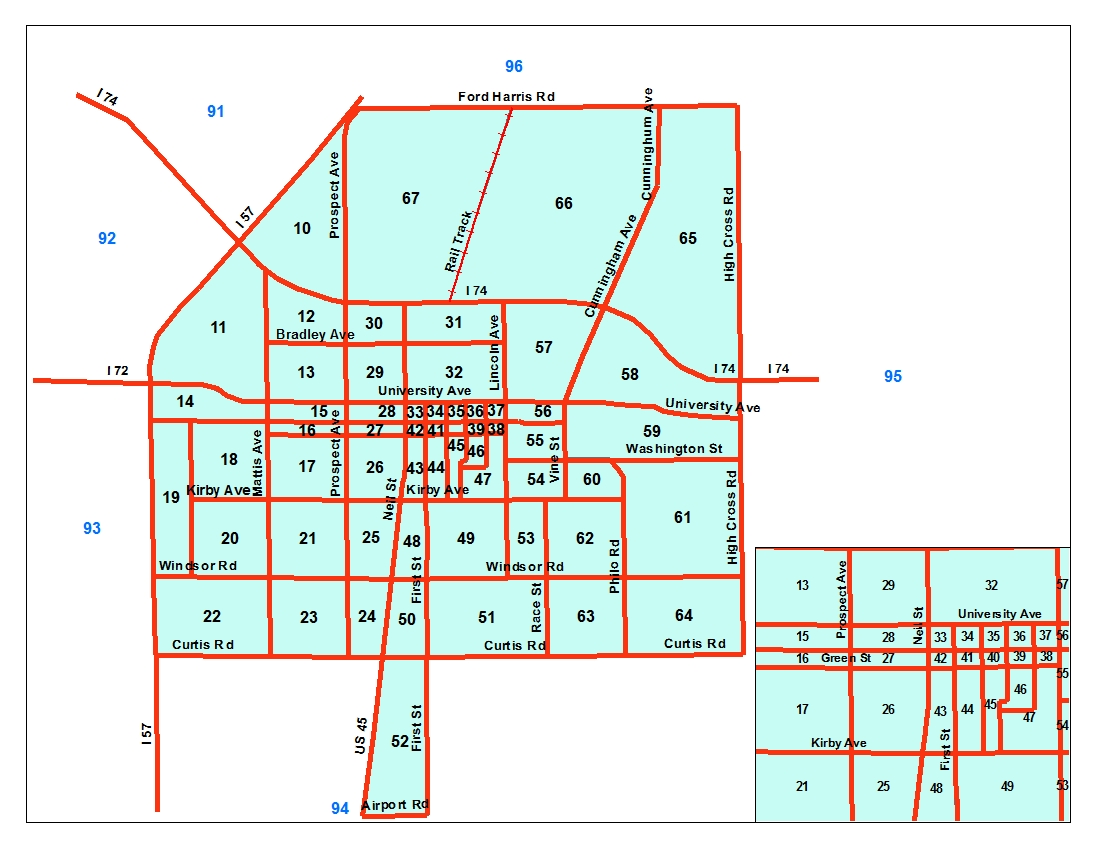 96
Ford Harris Rd
I 74
91
Cunninghum Ave
I 57
Prospect Ave
67
66
10
92
Rail Track
65
High Cross Rd
Cunningham Ave
I 74
11
12
30
31
Lincoln Ave
Bradley Ave
57
I 72
13
29
32
58
I 74
I 74
95
University Ave
14
15
28
33
34
35
36
37
56
University Ave
16
27
42
41
39
38
Prospect Ave
Mattis Ave
18
17
26
43
44
45
46
47
55
Vine St
59
Washington St
54
60
19
Kirby Ave
Neil St
Kirby Ave
61
High Cross Rd
93
20
21
25
48
49
53
62
Philo Rd
Windsor Rd
First St
Windsor Rd
22
23
24
50
51
Race St
63
64
Curtis Rd
Curtis Rd
Curtis Rd
I 57
US 45
First St
52
94
Airport Rd
13
Prospect Ave
29
32
57
Neil St
University Ave
15
28
33
34
35
36
37
56
16
Green St
27
42
41
40
39
38
55
17
26
43
44
45
46
47
54
Kirby Ave
First St
21
25
48
49
53